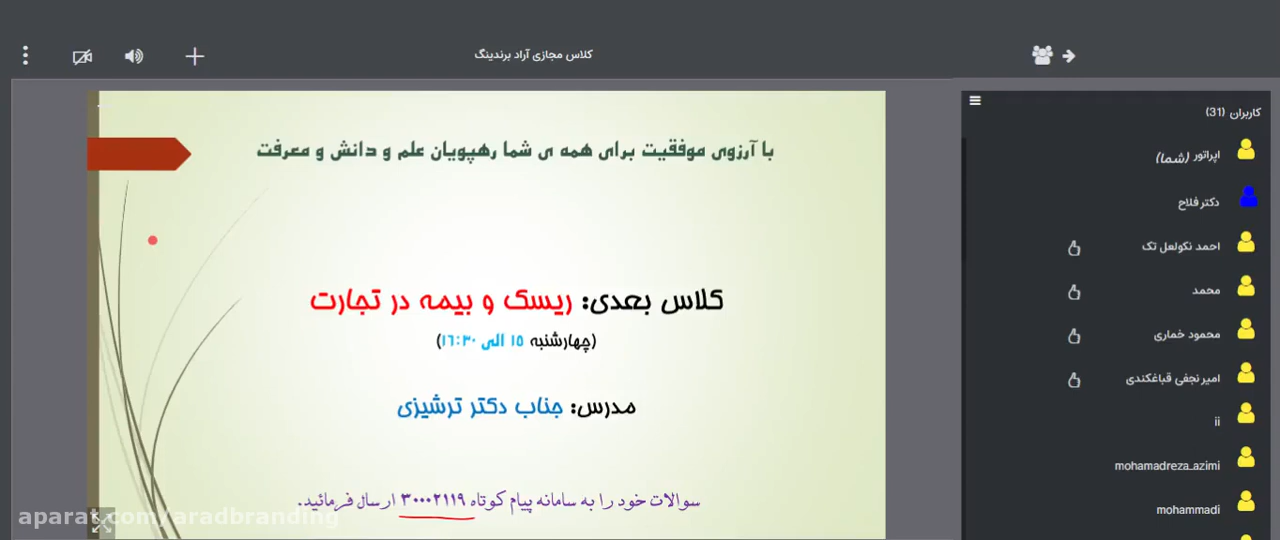 کلاس مجازی آراد برندینگ
با آرزوی موفقیت برای همه ی شما رهپویان علم و دانش و معرفت
کلاس بعدی: ریسک و بیمه در تجارت
(چهارشنبه ۱۵ الی ۱۶:۳۰)
مدرس: جناب دکتر ترشیزی
سوالات خود را به سامانه پیام کوتاه ۳۰۰۰۲۱۱۹ ارسال فرمائید.
aparat.com/aradbranding
کاربران (31)
اپراتور (شما)
دکتر فلاح
احمد نکولعل تک
محمد
محمود خماری
امیر نجفی قباغکندی
ii
mohamadreza_azimi
mohammadi